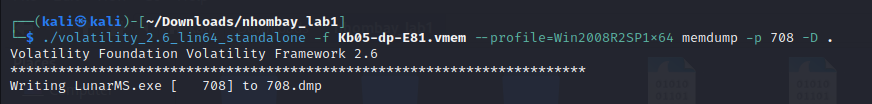 ┌──(kali㉿kali)-[~/Downloads/nhombay_lab1]
└─$ ./volatility_2.6_lin64_standalone -f Kb05-dp-E81.vmem --profile=Win2008R2SP1×64 memdump -p 708 -D .
Volatility Foundation Volatility Framework 2.6
************************************************************************
Writing LunarMS.exe [   708] to 708.dmp